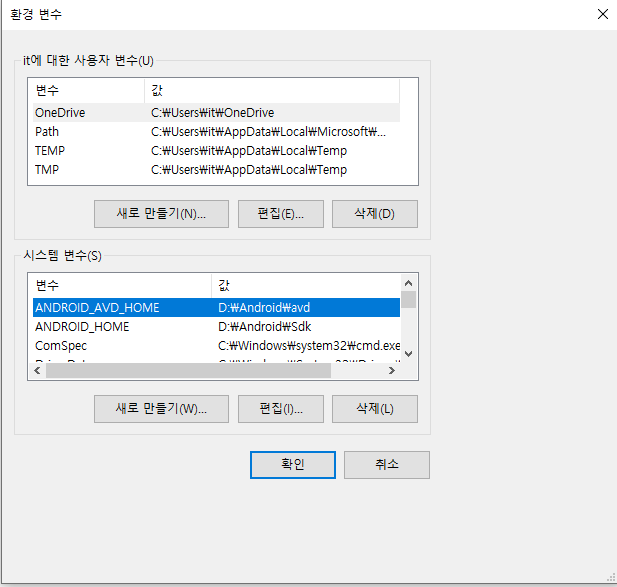 환경 변수
it에 대한 사용자 변수(U)
변수 값
OneDrive C:₩Users₩it₩OneDrive
Path C:₩Users₩it₩AppData₩Local₩Microsoft₩...
TEMP C:₩Users₩it₩AppData₩Local₩Temp
TMP C:₩Users₩it₩AppData₩Local₩Temp
새로 만들기(N)... 편집(E)... 삭제(D)
시스템 변수(S)
변수 값
ANDROID_AVD_HOME D:₩Android₩avd
ANDROID_HOME D:₩Android₩Sdk
ComSpec C:₩Windows₩system32₩cmd.exe
새로 만들기(W)... 편집(I)... 삭제(L)
확인 취소